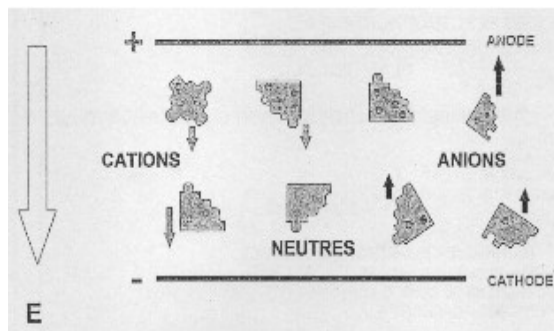 + ANODE
CATIONS ANIONS
NEUTRES
- CATHODE
E